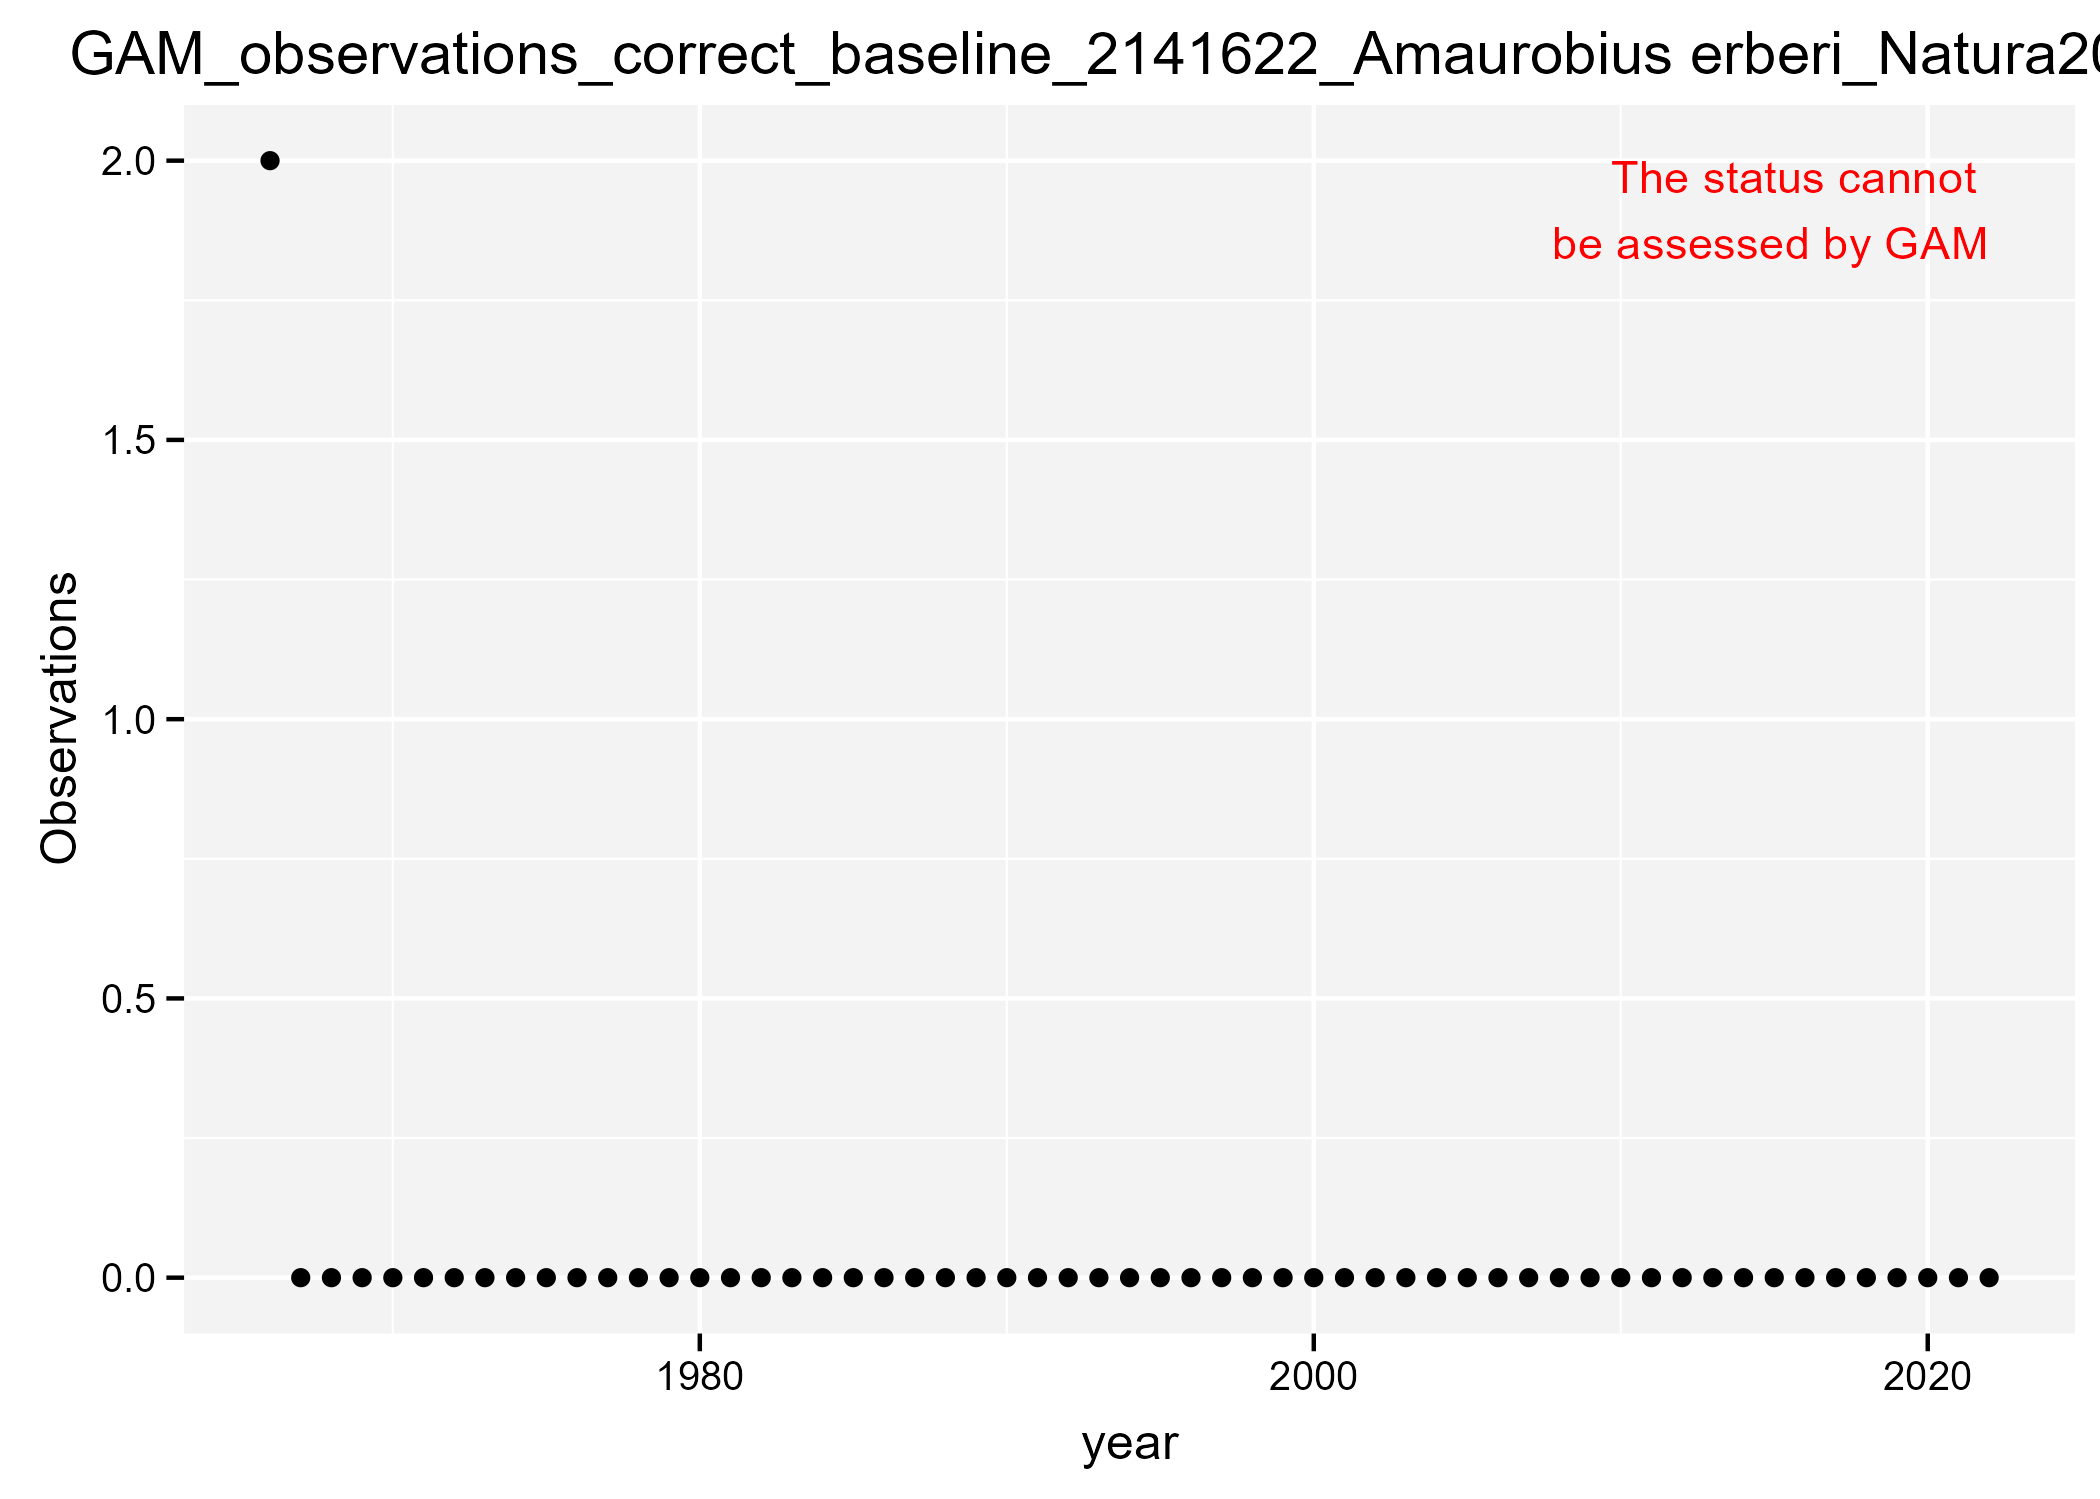 GAM_observations_correct_baseline_2141622_Amaurobius erberi_Natura20
2.0
The status cannot
be assessed by GAM
1.5
1.0
Observations
0.5
0.0
1980 2000 2020
year